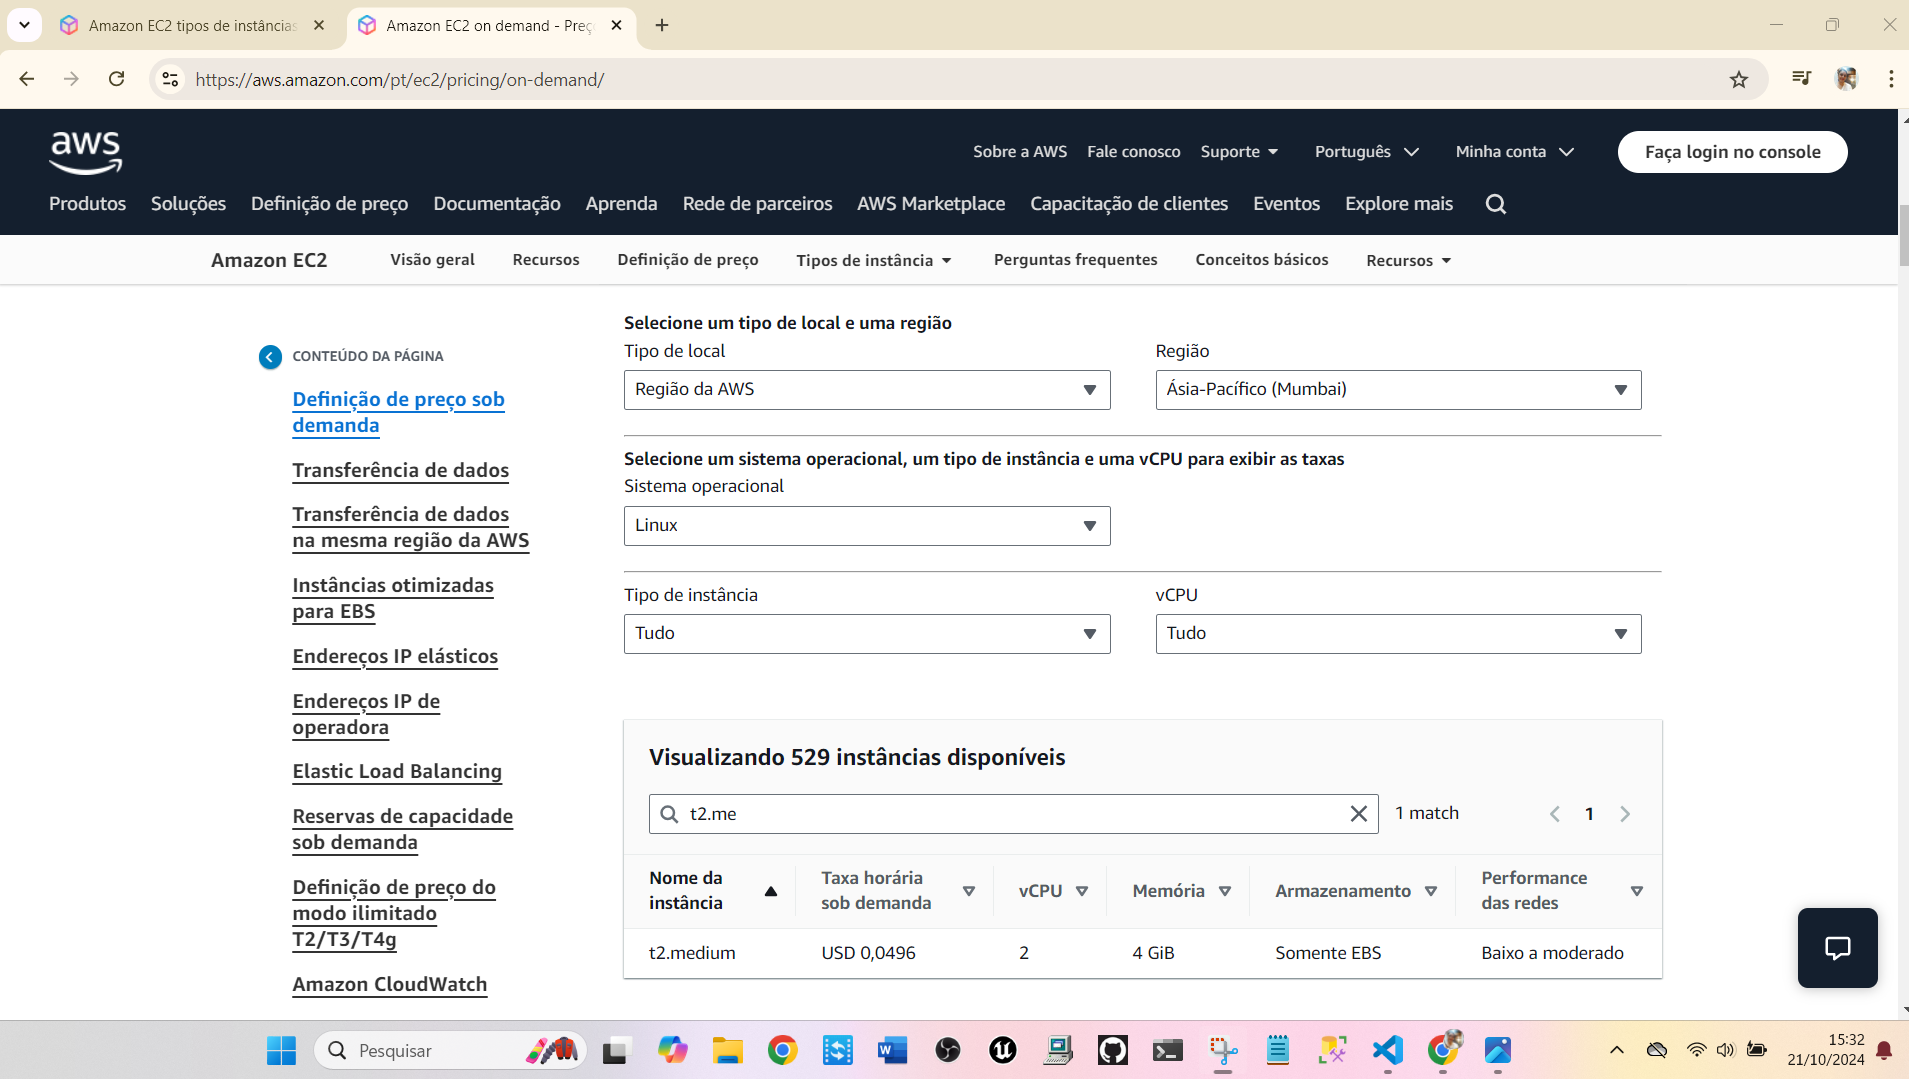 Amazon EC2 tipos de instâncias
Amazon EC2 on demand - Preç
https://aws.amazon.com/pt/ec2/pricing/on-demand/
aws
Sobre a AWS Fale conosco Suporte Português Minha conta Faça login no console
Produtos Soluções Definição de preço Documentação Aprenda Rede de parceiros AWS Marketplace Capacitação de clientes Eventos Explore mais
Amazon EC2 Visão geral Recursos Definição de preço Tipos de instância Perguntas frequentes Conceitos básicos Recursos
CONTEÚDO DA PÁGINA
Definição de preço sob
demanda
Transferência de dados
Transferência de dados
na mesma região da AWS
Instâncias otimizadas
para EBS
Endereços IP elásticos
Endereços IP de
operadora
Elastic Load Balancing
Reservas de capacidade
sob demanda
Definição de preço do
modo ilimitado
T2/T3/T4g
Amazon CloudWatch
Selecione um tipo de local e uma região
Tipo de local Região
Região da AWS Ásia-Pacífico (Mumbai)
Selecione um sistema operacional, um tipo de instância e uma vCPU para exibir as taxas
Sistema operacional
Linux
Tipo de instância vCPU
Tudo Tudo
Visualizando 529 instâncias disponíveis
t2.me 1 match 1
Nome da
instância
Taxa horária
sob demanda
vCPU
Memória
Armazenamento
Performance
das redes
t2.medium USD 0,0496 2 4 GiB Somente EBS Baixo a moderado
Pesquisar
15:32
21/10/2024